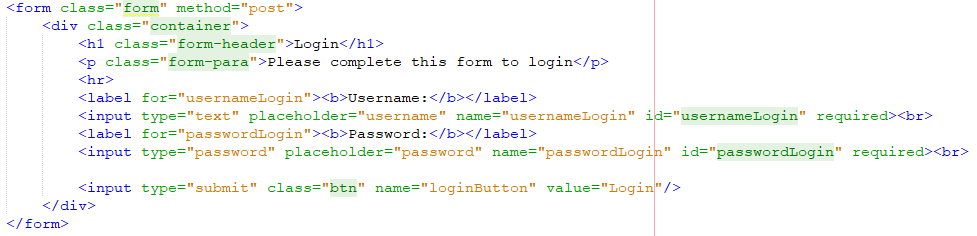 <form class="form" method="post">
<div class="container">
<h1 class="form-header">Login</h1>
<p class="form-para">Please complete this form to login</p>
<hr>
<label for="usernameLogin"><b>Username:</b></label>
<input type="text" placeholder="username" name="usernameLogin" id="usernameLogin" required><br>
<label for="passwordLogin"><b>Password:</b></label>
<input type="password" placeholder="password" name="passwordLogin" id="passwordLogin" required><br>
<input type="submit" class="btn" name="loginButton" value="Login"/>
</div>
</form>